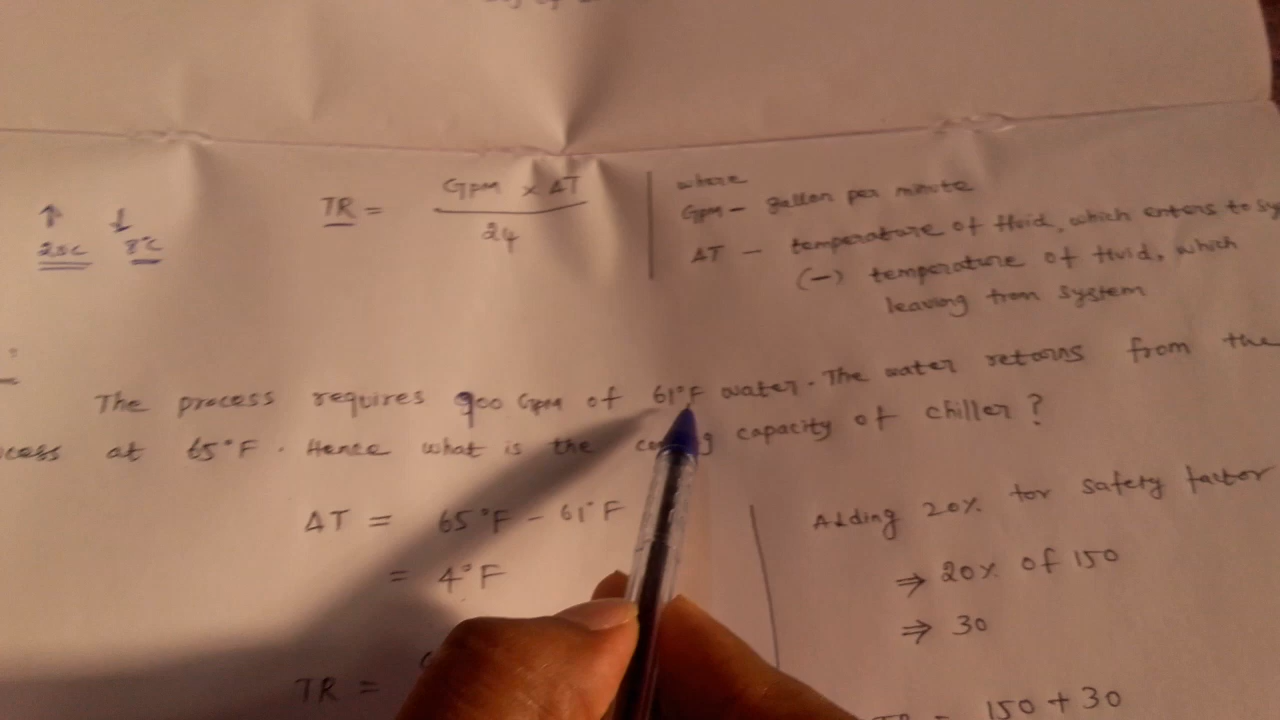 TR = Gpm × ΔT
24
where
Gpm - gallon per minute
ΔT - temperature of fluid, which enters to sy
(-) temperature of fluid, which
leaving from system
↑ ↓
8°C
The process requires 900 Gpm of 61°F water. The water returns from the
cess at 65°F. Hence what is the capacity of chiller?
ΔT = 65°F - 61°F
= 4°F
TR =
Adding 20% for safety factor
⇒ 20% of 150
⇒ 30
= 150 + 30